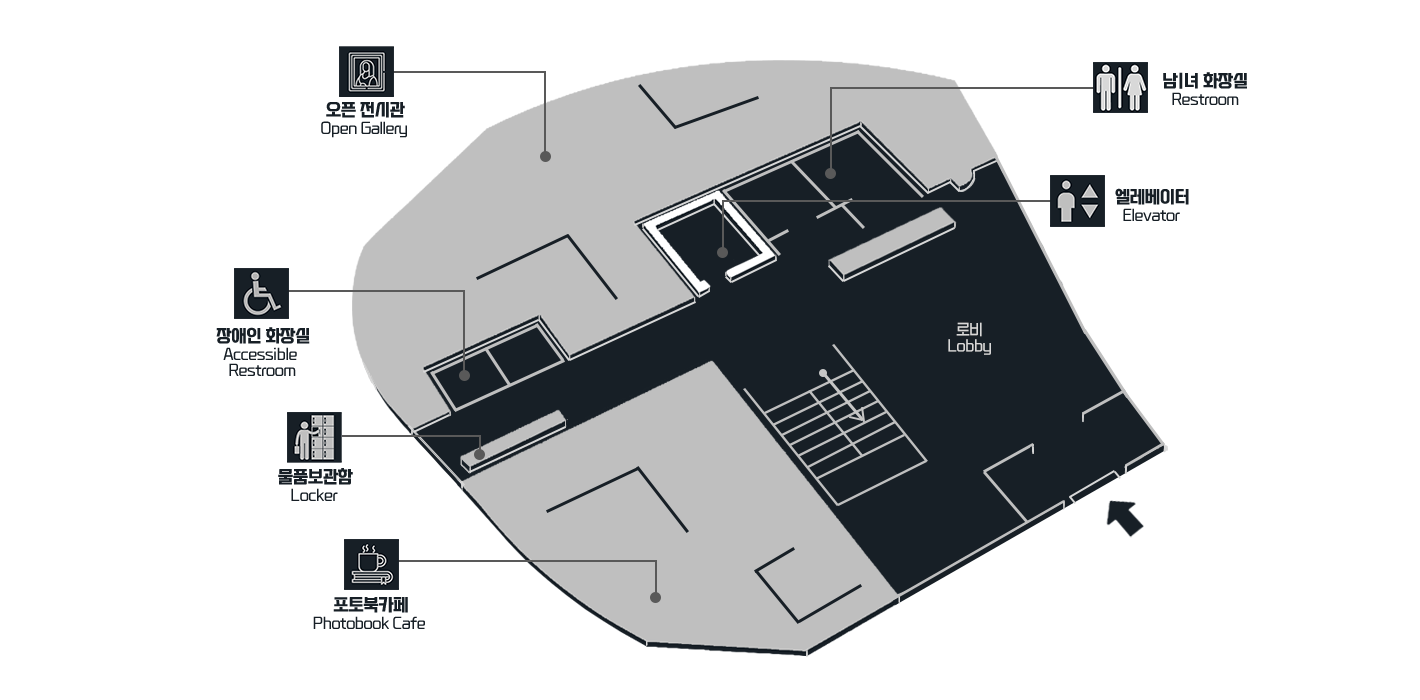 오픈 전시관
Open Gallery
남|녀 화장실
Restroom
엘레베이터
Elevator
장애인 화장실
Accessible
Restroom
로비
Lobby
물품보관함
Locker
포토북카페
Photobook Cafe